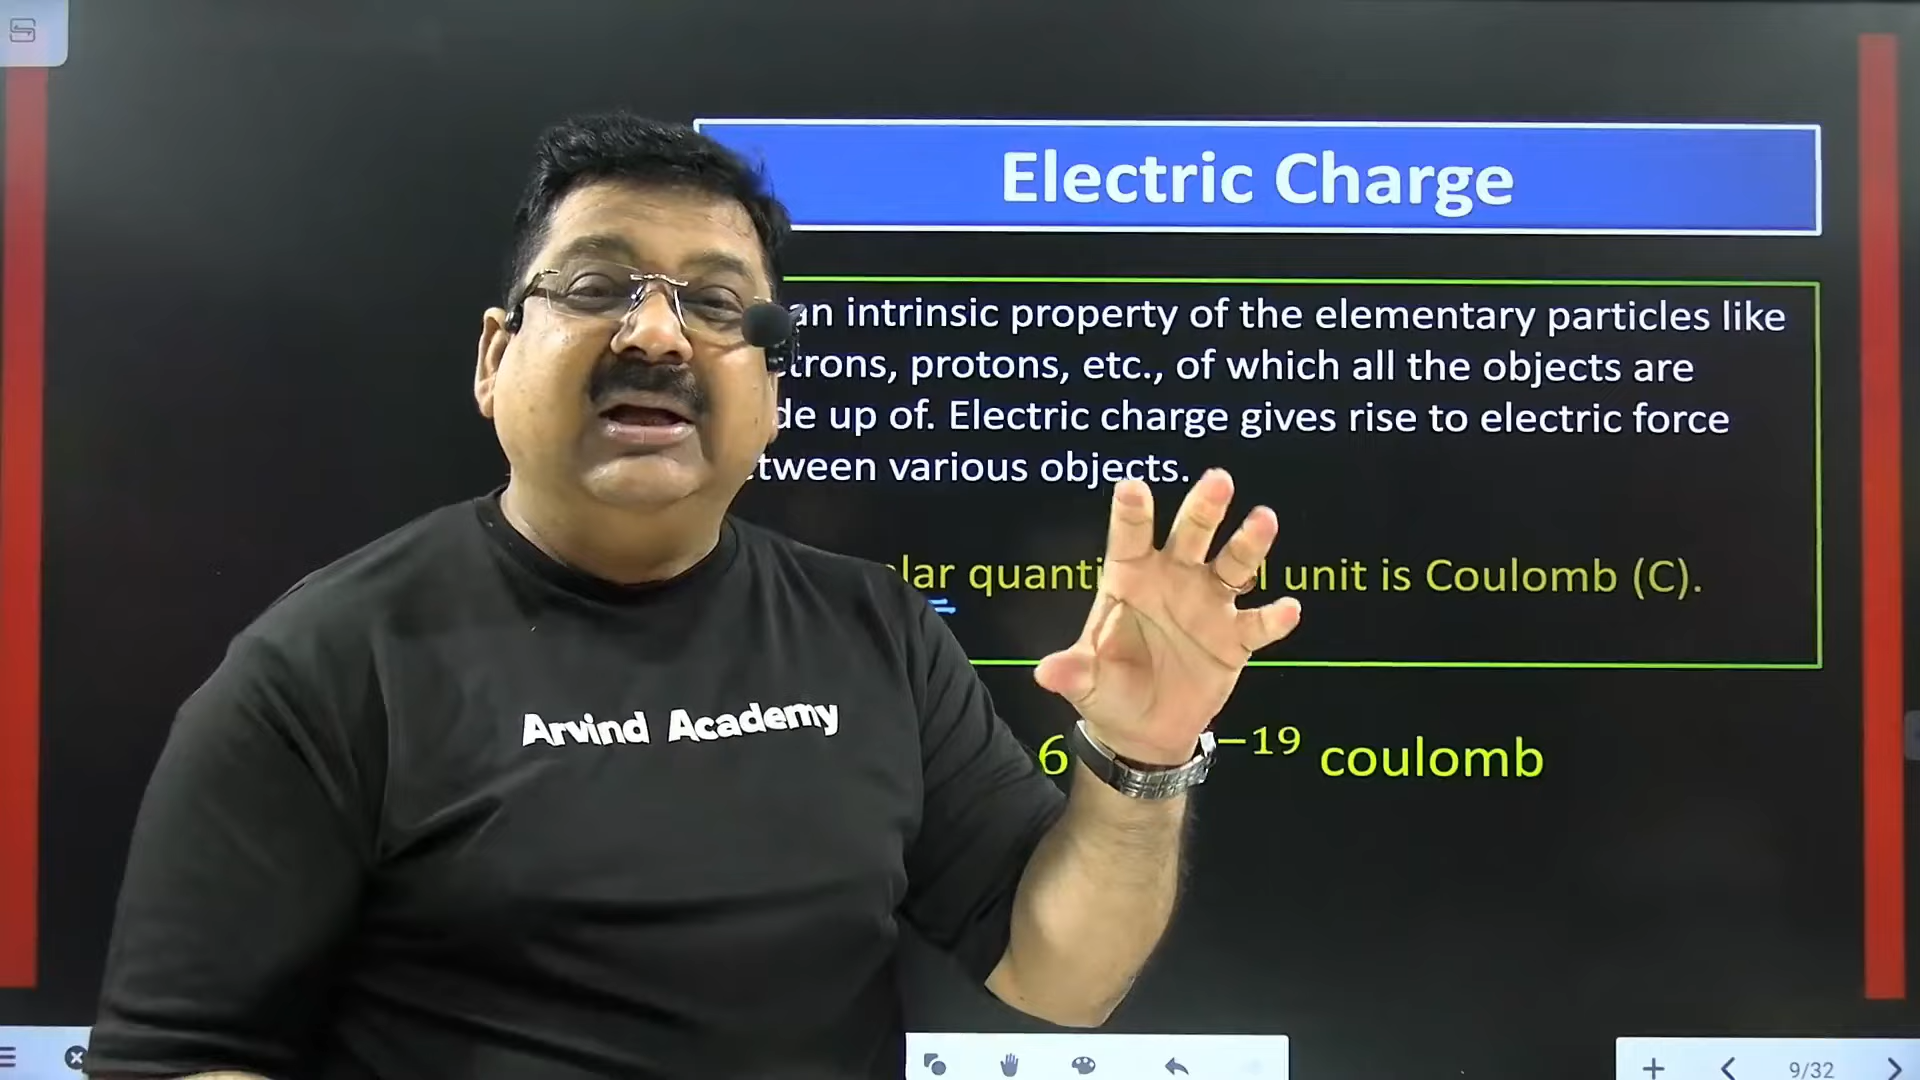 Electric Charge
an intrinsic property of the elementary particles like
trons, protons, etc., of which all the objects are
de up of. Electric charge gives rise to electric force
tween various objects.
lar quanti unit is Coulomb (C).
6 −19 coulomb
Arvind Academy
9/32